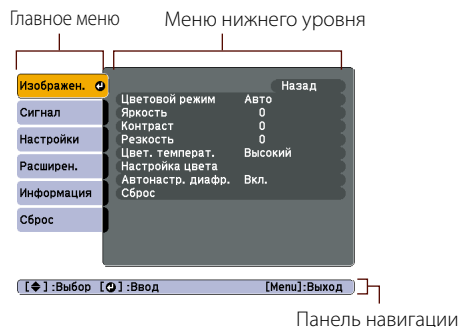 Главное меню
Меню нижнего уровня
Изображен.
Сигнал
Настройки
Расширен.
Информация
Сброс
Назад
Цветовой режим Авто
Яркость 0
Контраст 0
Резкость 0
Цвет. температ. Высокий
Настройка цвета
Автонастр. диафр. Вкл.
Сброс
[ ] :Выбор [ ] :Ввод [Menu]:Выход
Панель навигации